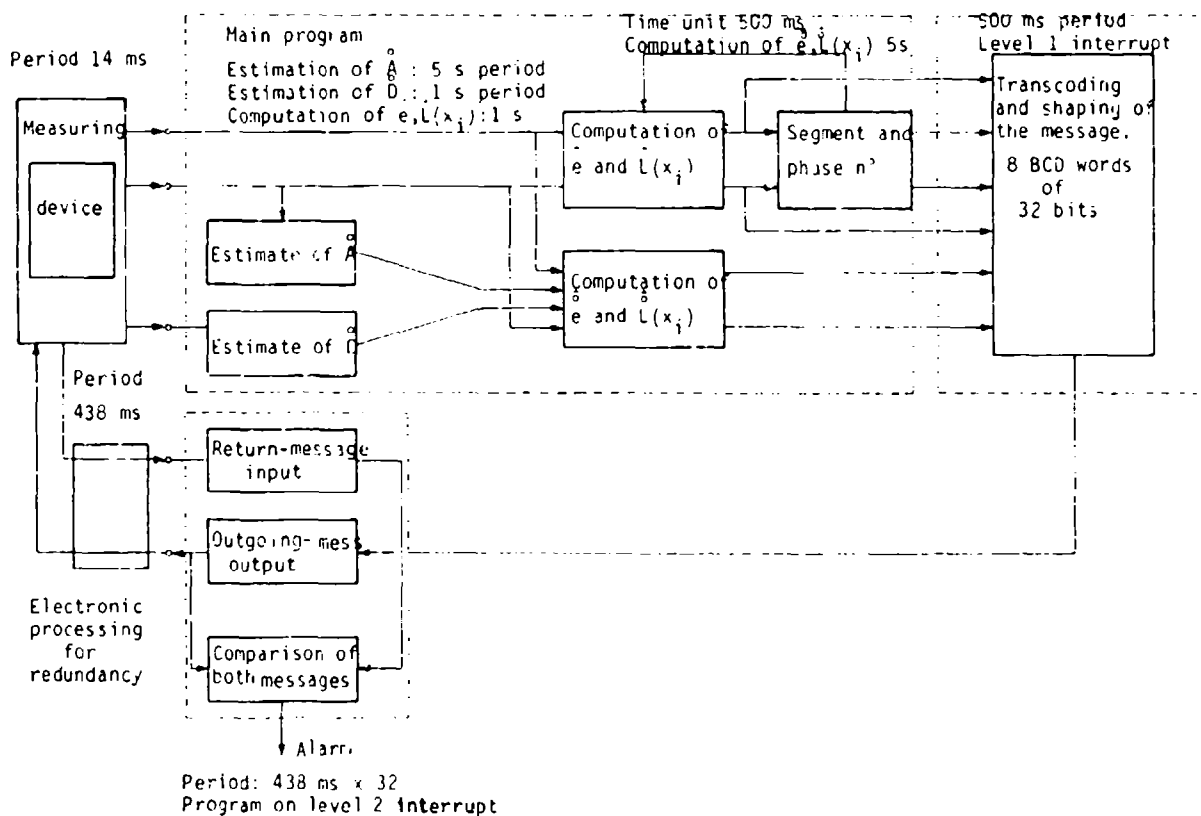 Period 14 ms
Measuring
device
Main program
Estimation of Å : 5 s period
Estimation of D : 1 s period
Computation of e,L(x_i):1 s
Time unit 500 ms
Computation of e,L(x_i) 5s
500 ms period
Level 1 interrupt
Computation of
e and L(x_i)
Segment and
phase n°
Transcoding
and shaping of
the message.
8 BCD words
of
32 bits
Estimate of Å
Estimate of D
Computation of
e and L(x_i)
Period
438 ms
Return-message
input
Outgoing-mess
output
Comparison of
both messages
Electronic
processing
for
redundancy
Alarm
Period: 438 ms x 32
Program on level 2 interrupt